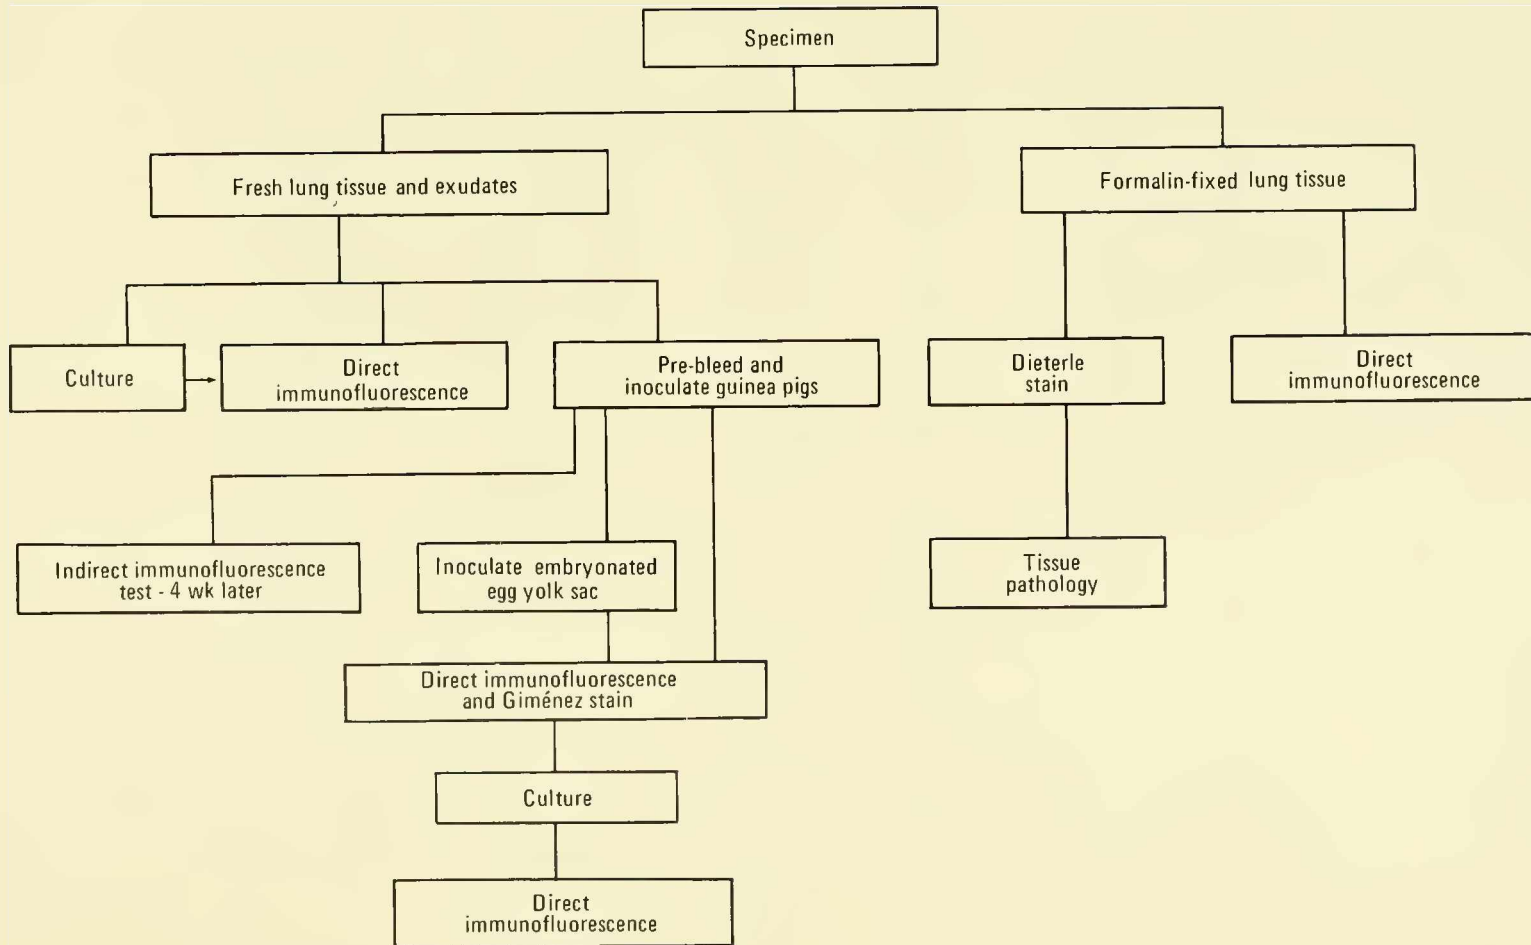 Specimen
Fresh lung tissue and exudates
Formalin-fixed lung tissue
Culture
Direct
immunofluorescence
Pre-bleed and
inoculate guinea pigs
Dieterle
stain
Direct
immunofluorescence
Indirect immunofluorescence
test - 4 wk later
Inoculate embryonated
egg yolk sac
Tissue
pathology
Direct immunofluorescence
and Giménez stain
Culture
Direct
immunofluorescence